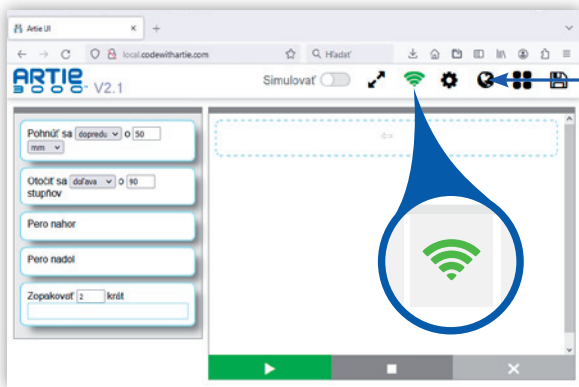 Artie UI
local.codewithartie.com
Hľadať
ARTIE 3000 V2.1
Simulovať
Pohnúť sa dopredu o 50
mm
Otočiť sa doľava o 90
stupňov
Pero nahor
Pero nadol
Zopakovať 2 krát